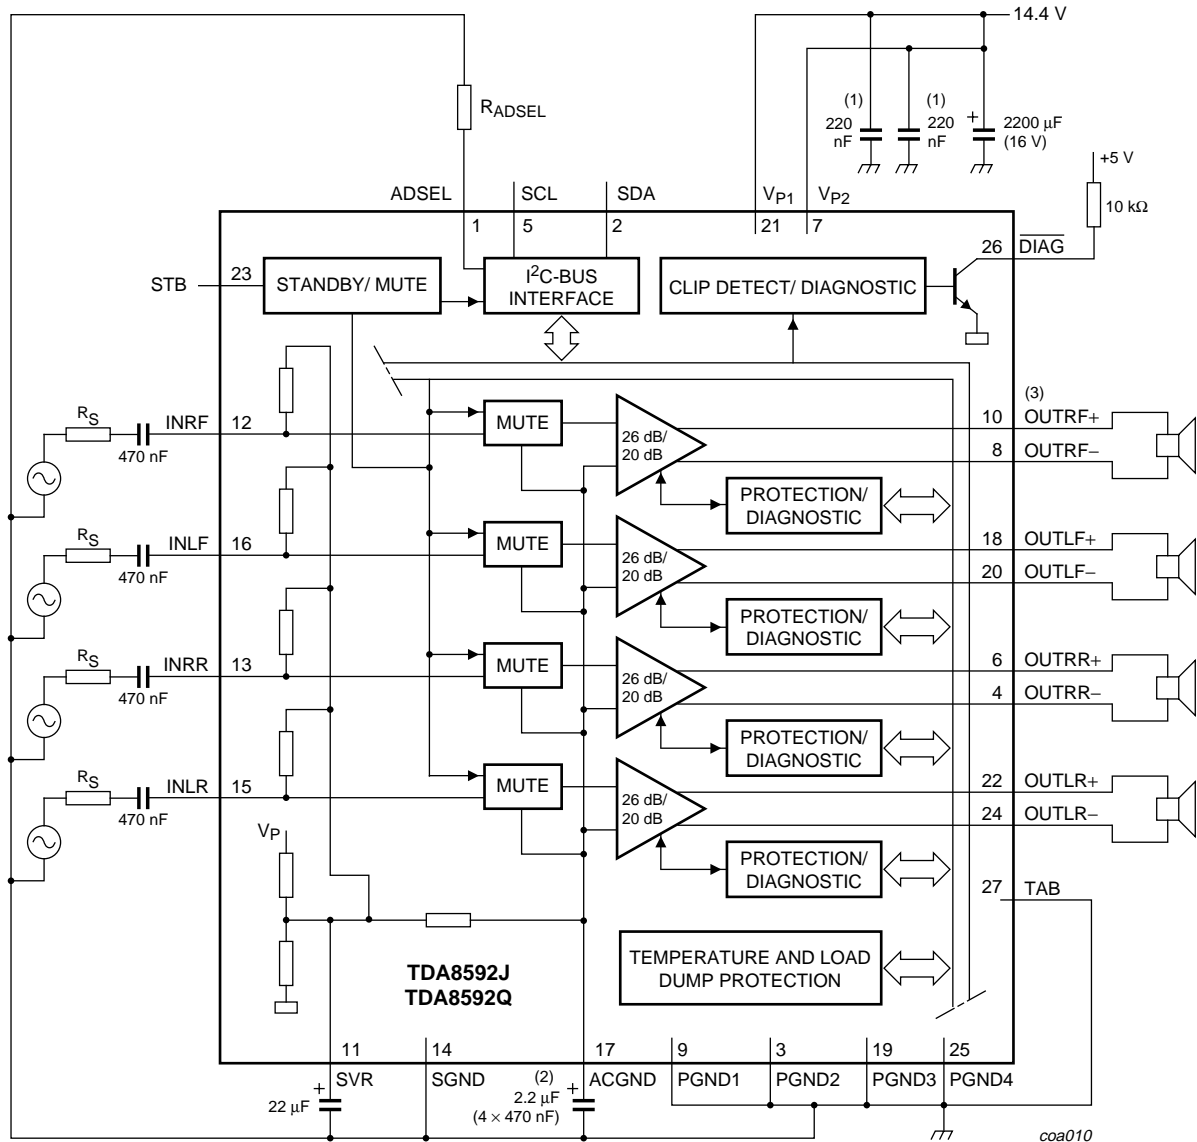 14.4 V
RADSEL
(1)
220
nF
(1)
220
nF
+
2200 μF
(16 V)
+5 V
10 kΩ
ADSEL
SCL
SDA
VP1
VP2
1
5
2
21
7
26
DIAG
STB
23
STANDBY/ MUTE
I2C-BUS
INTERFACE
CLIP DETECT/ DIAGNOSTIC
RS
470 nF
INRF
12
MUTE
26 dB/
20 dB
10
(3)
OUTRF+
8
OUTRF−
PROTECTION/
DIAGNOSTIC
RS
470 nF
INLF
16
MUTE
26 dB/
20 dB
18
OUTLF+
20
OUTLF−
PROTECTION/
DIAGNOSTIC
RS
470 nF
INRR
13
MUTE
26 dB/
20 dB
6
OUTRR+
4
OUTRR−
PROTECTION/
DIAGNOSTIC
RS
470 nF
INLR
15
MUTE
26 dB/
20 dB
22
OUTLR+
24
OUTLR−
PROTECTION/
DIAGNOSTIC
VP
27
TAB
TEMPERATURE AND LOAD
DUMP PROTECTION
TDA8592J
TDA8592Q
11
14
17
9
3
19
25
SVR
SGND
ACGND
PGND1
PGND2
PGND3
PGND4
+
22 μF
(2)
+
2.2 μF
(4 × 470 nF)
coa010